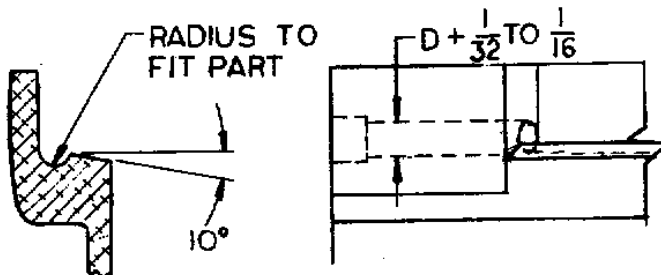 RADIUS TO
FIT PART
10°
D + 1/32 TO 1/16